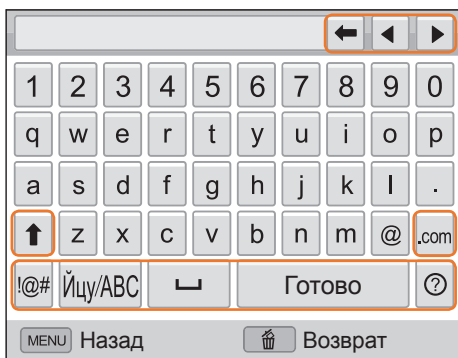 1 2 3 4 5 6 7 8 9 0
q w e r t y u i o p
a s d f g h j k l .
z x c v b n m @ .com
!@# Йцу/ABC Готово ?
MENU Назад Возврат